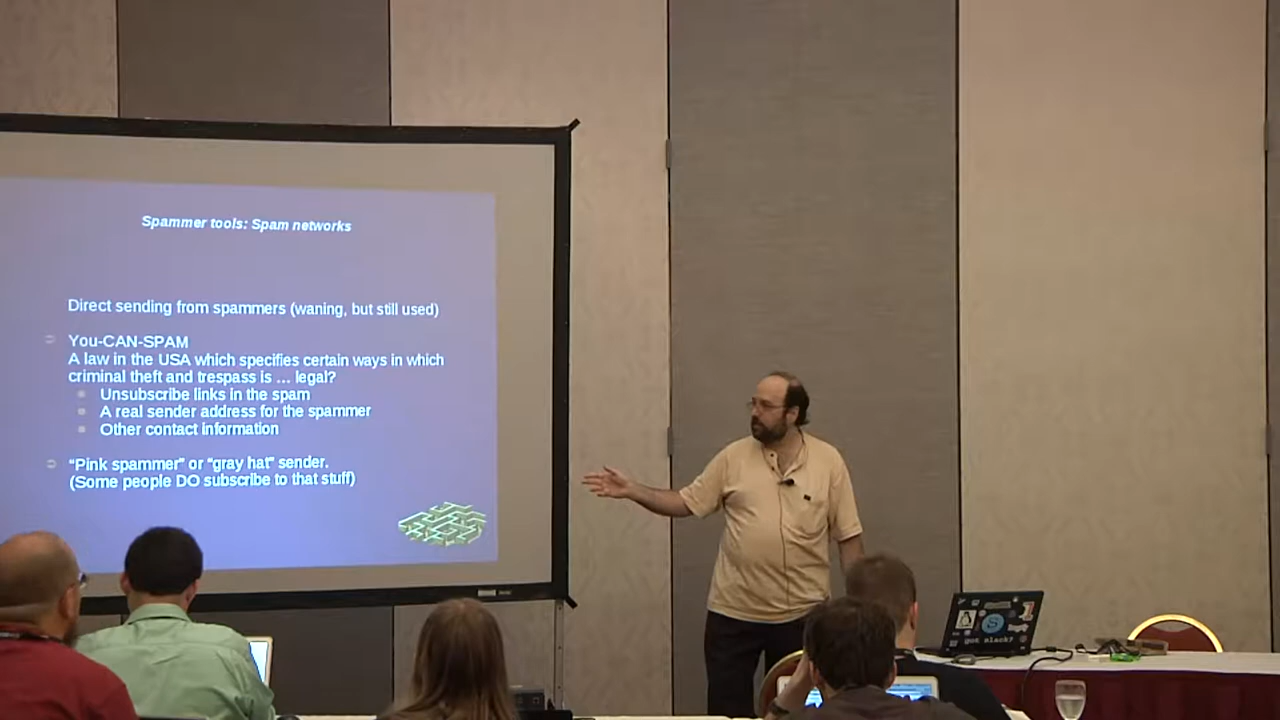 Spammer tools: Spam networks
Direct sending from spammers (waning, but still used)
You-CAN-SPAM
A law in the USA which specifies certain ways in which
criminal theft and trespass is ... legal?
Unsubscribe links in the spam
A real sender address for the spammer
Other contact information
"Pink spammer" or "gray hat" sender.
(Some people DO subscribe to that stuff)
got slack?